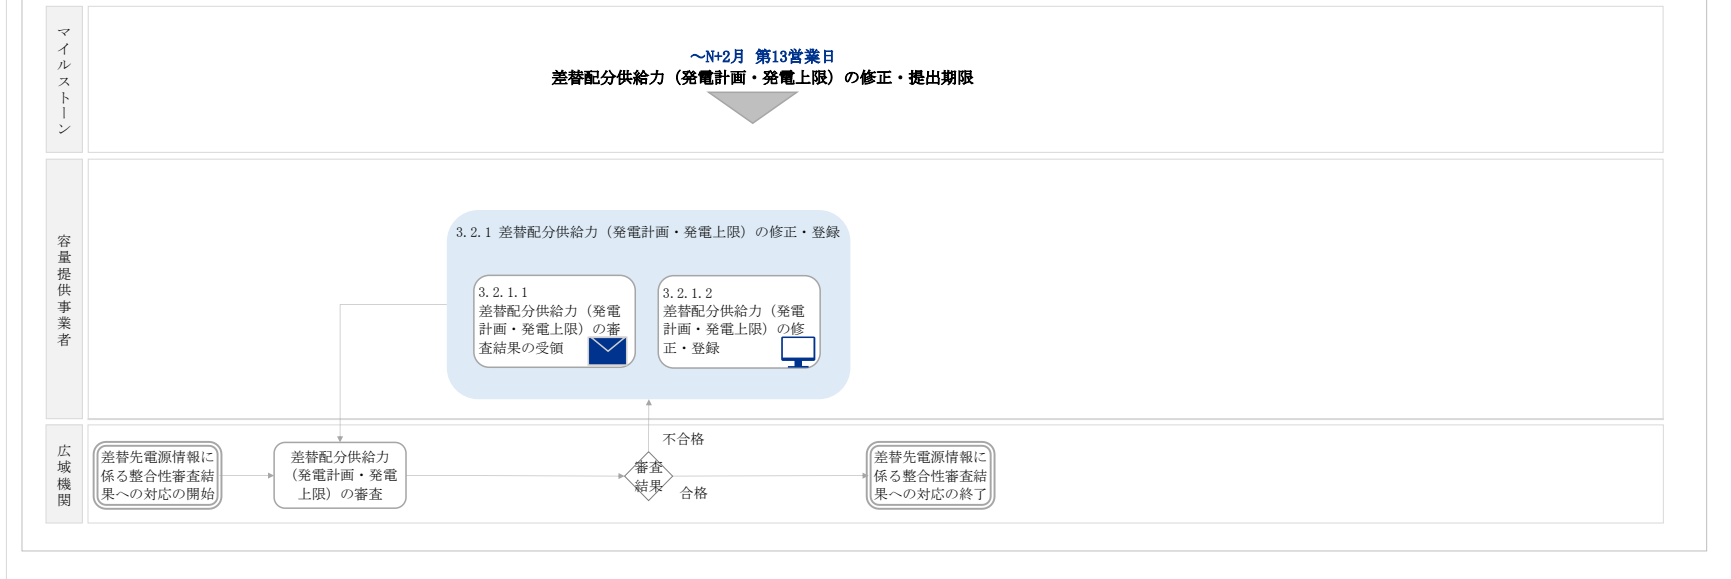 マイルストーン
～N+2月 第13営業日
差替配分供給力（発電計画・発電上限）の修正・提出期限
容量提供事業者
3.2.1 差替配分供給力（発電計画・発電上限）の修正・登録
3.2.1.1
差替配分供給力（発電
計画・発電上限）の審
査結果の受領
3.2.1.2
差替配分供給力（発電
計画・発電上限）の修
正・登録
広域機関
差替先電源情報に
係る整合性審査結
果への対応の開始
差替配分供給力
（発電計画・発電
上限）の審査
審査
結果
不合格
合格
差替先電源情報に
係る整合性審査結
果への対応の終了